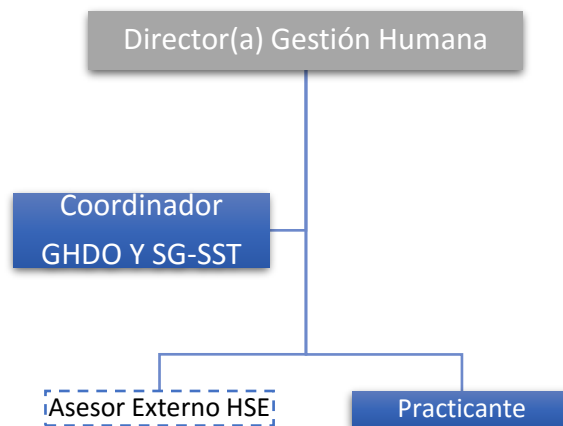 Director(a) Gestión Humana
Coordinador
GHDO Y SG-SST
Asesor Externo HSE
Practicante